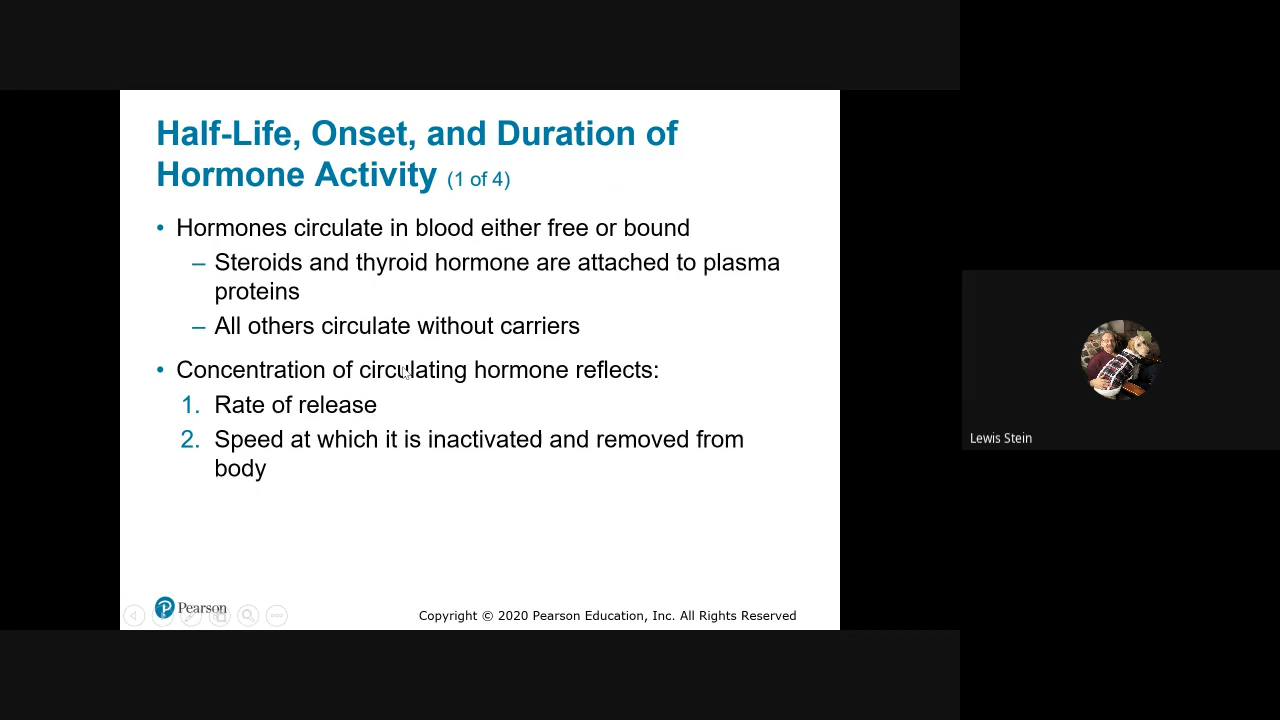 Half-Life, Onset, and Duration of
Hormone Activity (1 of 4)
• Hormones circulate in blood either free or bound
– Steroids and thyroid hormone are attached to plasma
proteins
– All others circulate without carriers
• Concentration of circulating hormone reflects:
1. Rate of release
2. Speed at which it is inactivated and removed from
body
Pearson
Copyright © 2020 Pearson Education, Inc. All Rights Reserved
Lewis Stein